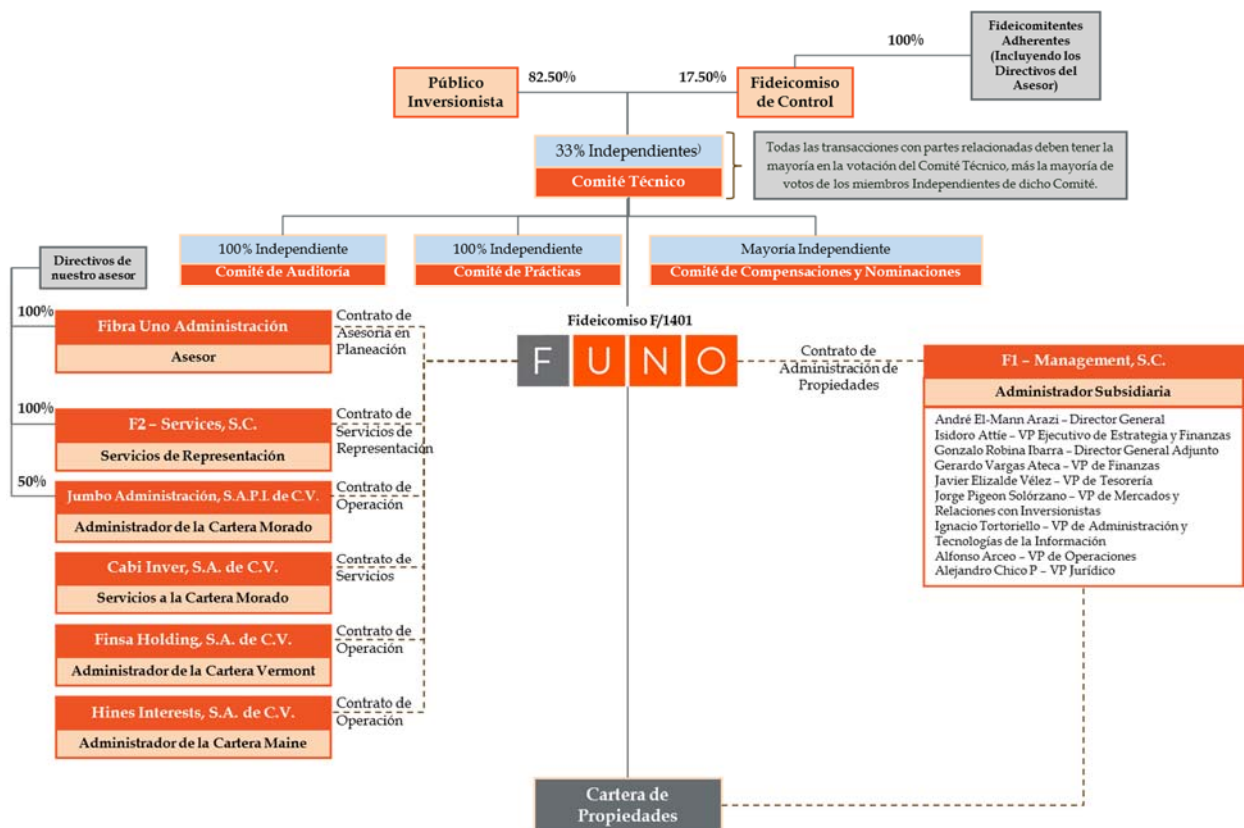 Fideicomitentes
Adherentes
(Incluyendo los
Directivos del
Asesor)
100%
Público
Inversionista
82.50%
17.50%
Fideicomiso
de Control
33% Independientes)
Comité Técnico
Todas las transacciones con partes relacionadas deben tener la
mayoría en la votación del Comité Técnico, más la mayoría de
votos de los miembros Independientes de dicho Comité.
100% Independiente
Comité de Auditoría
100% Independiente
Comité de Prácticas
Mayoría Independiente
Comité de Compensaciones y Nominaciones
Directivos de
nuestro asesor
100%
Fibra Uno Administración
Asesor
Contrato de
Asesoría en
Planeación
Fideicomiso F/1401
F U N O
Contrato de
Administración de
Propiedades
F1 – Management, S.C.
Administrador Subsidiaria
André El-Mann Arazi – Director General
Isidoro Attíe – VP Ejecutivo de Estrategia y Finanzas
Gonzalo Robina Ibarra – Director General Adjunto
Gerardo Vargas Ateca – VP de Finanzas
Javier Elizalde Vélez – VP de Tesorería
Jorge Pigeon Solórzano – VP de Mercados y
Relaciones con Inversionistas
Ignacio Tortoriello – VP de Administración y
Tecnologías de la Información
Alfonso Arceo – VP de Operaciones
Alejandro Chico P – VP Jurídico
100%
F2 – Services, S.C.
Servicios de Representación
Contrato de
Servicios de
Representación
50%
Jumbo Administración, S.A.P.I. de C.V.
Administrador de la Cartera Morado
Contrato de
Operación
Cabi Inver, S.A. de C.V.
Servicios a la Cartera Morado
Contrato de
Servicios
Finsa Holding, S.A. de C.V.
Administrador de la Cartera Vermont
Contrato de
Operación
Hines Interests, S.A. de C.V.
Administrador de la Cartera Maine
Contrato de
Operación
Cartera de
Propiedades